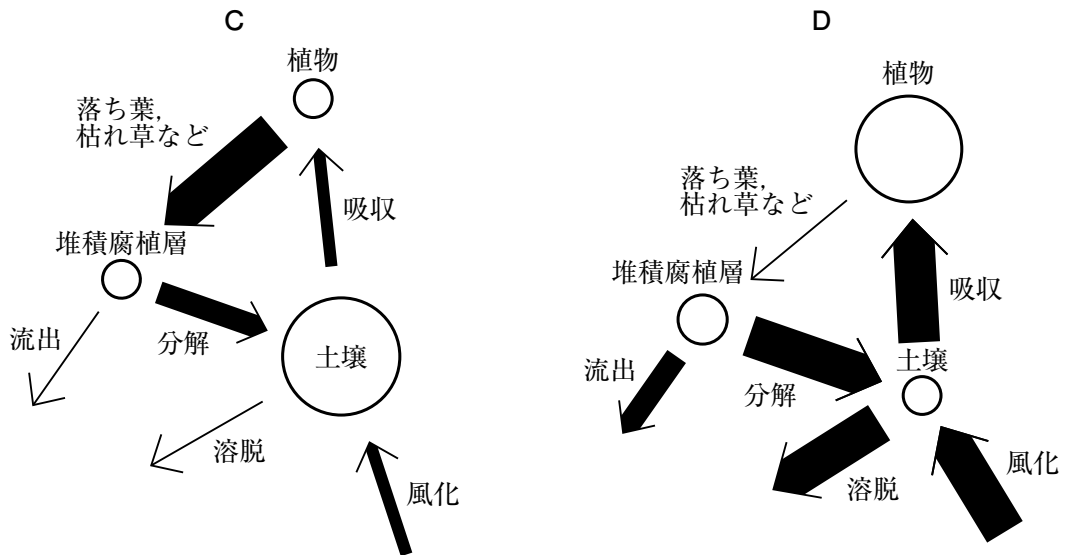 C
植物
落ち葉,
枯れ草など
吸収
堆積腐植層
流出
分解
土壌
溶脱
風化
D
植物
落ち葉,
枯れ草など
堆積腐植層
吸収
流出
分解
土壌
溶脱
風化